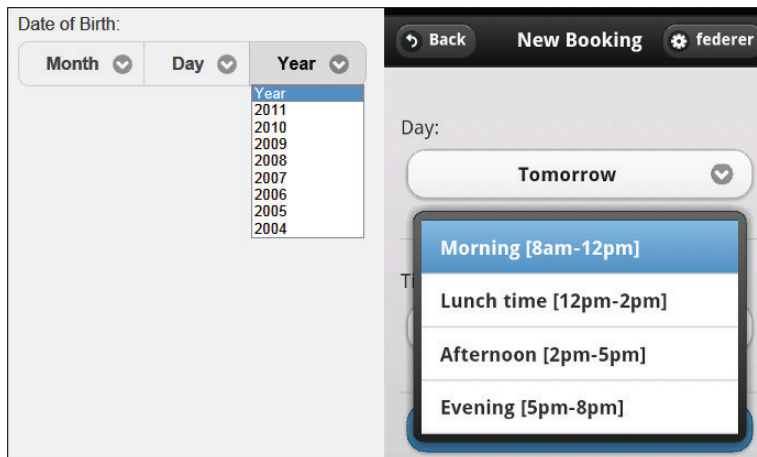 Date of Birth:
Month Day Year
Year
2011
2010
2009
2008
2007
2006
2005
2004
Back New Booking federer
Day:
Tomorrow
Ti
Morning [8am-12pm]
Lunch time [12pm-2pm]
Afternoon [2pm-5pm]
Evening [5pm-8pm]